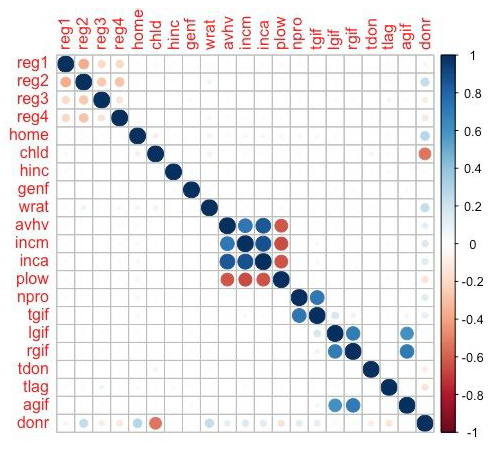 reg1 reg2 reg3 reg4 home chld hinc genf wrat avhv incm inca plow npro tgif lgif rgif tdon tlag agif donr
reg1
reg2
reg3
reg4
home
chld
hinc
genf
wrat
avhv
incm
inca
plow
npro
tgif
lgif
rgif
tdon
tlag
agif
donr
1
0.8
0.6
0.4
0.2
0
-0.2
-0.4
-0.6
-0.8
-1